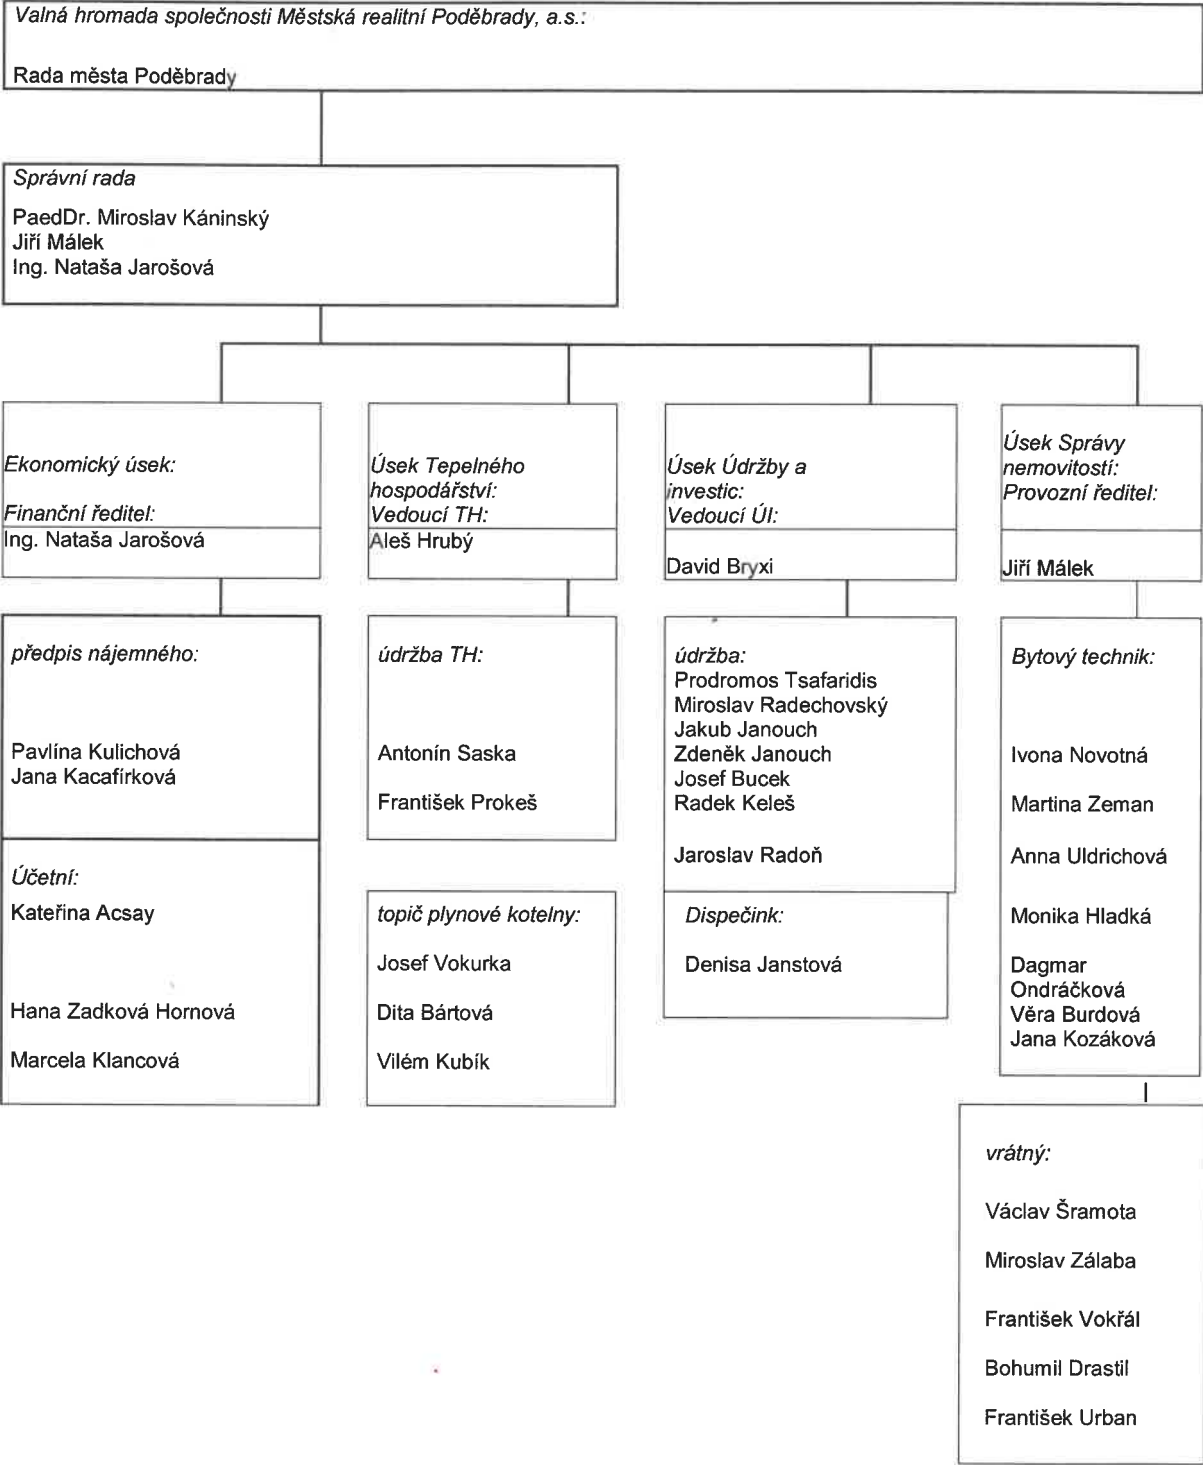 Valná hromada společnosti Městská realitní Poděbrady, a.s.:
Rada města Poděbrady
Správní rada
PaedDr. Miroslav Káninský
Jiří Málek
Ing. Nataša Jarošová
Ekonomický úsek:
Finanční ředitel:
Ing. Nataša Jarošová
Úsek Tepelného
hospodářství:
Vedoucí TH:
Aleš Hrubý
Úsek Údržby a
investic:
Vedoucí ÚI:
David Bryxi
Úsek Správy
nemovitostí:
Provozní ředitel:
Jiří Málek
předpis nájemného:
Pavlína Kulichová
Jana Kacafírková
Účetní:
Kateřina Acsay
Hana Zadková Hornová
Marcela Klancová
údržba TH:
Antonín Saska
František Prokeš
topič plynové kotelny:
Josef Vokurka
Dita Bártová
Vilém Kubík
údržba:
Prodromos Tsafaridis
Miroslav Radechovský
Jakub Janouch
Zdeněk Janouch
Josef Bucek
Radek Keleš
Jaroslav Radoň
Dispečink:
Denisa Janstová
Bytový technik:
Ivona Novotná
Martina Zeman
Anna Uldrichová
Monika Hladká
Dagmar
Ondráčková
Věra Burdová
Jana Kozáková
vrátný:
Václav Šramota
Miroslav Zálaba
František Vokřál
Bohumil Drastil
František Urban